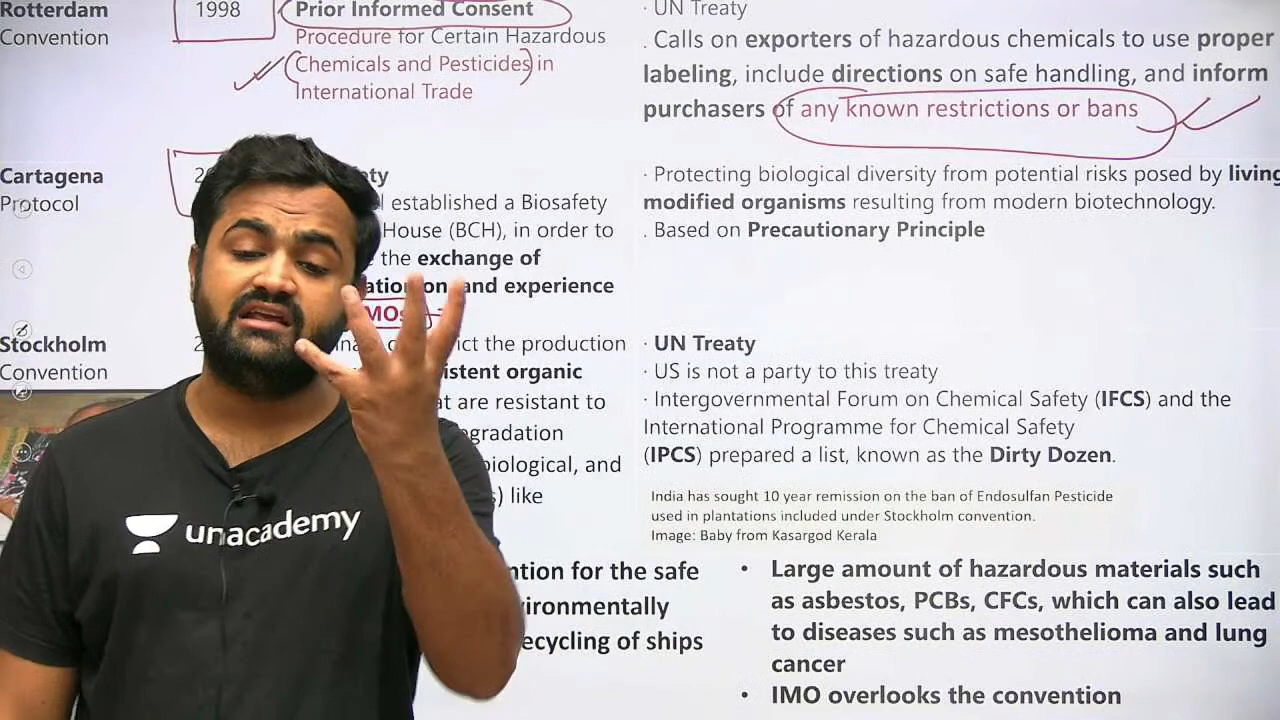 Rotterdam
Convention
1998
Prior Informed Consent
Procedure for Certain Hazardous
Chemicals and Pesticides in
International Trade
· UN Treaty
. Calls on exporters of hazardous chemicals to use proper
labeling, include directions on safe handling, and inform
purchasers of any known restrictions or bans
Cartagena
Protocol
established a Biosafety
House (BCH), in order to
the exchange of
and experience
· Protecting biological diversity from potential risks posed by living
modified organisms resulting from modern biotechnology.
. Based on Precautionary Principle
Stockholm
Convention
the production
organic
are resistant to
and
like
· UN Treaty
· US is not a party to this treaty
· Intergovernmental Forum on Chemical Safety (IFCS) and the
International Programme for Chemical Safety
(IPCS) prepared a list, known as the Dirty Dozen.
India has sought 10 year remission on the ban of Endosulfan Pesticide
used in plantations included under Stockholm convention.
Image: Baby from Kasargod Kerala
for the safe
of ships
• Large amount of hazardous materials such
as asbestos, PCBs, CFCs, which can also lead
to diseases such as mesothelioma and lung
cancer
• IMO overlooks the convention
unacademy